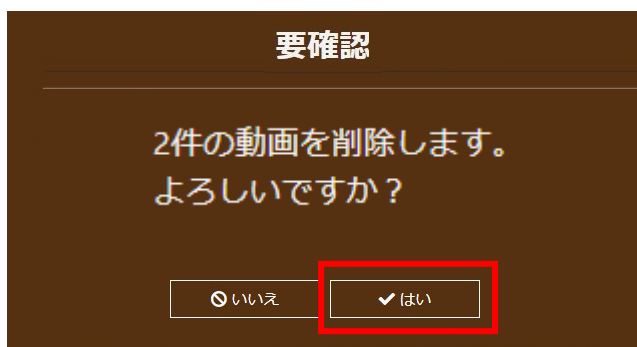 要確認
2件の動画を削除します。
よろしいですか？
いいえ
はい